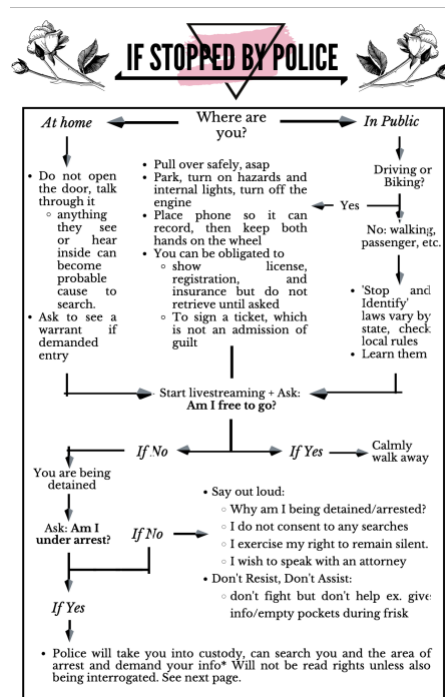 IF STOPPED BY POLICE
At home
Where are
you?
In Public
• Do not open
the door, talk
through it
◦ anything
they see
or hear
inside can
become
probable
cause to
search.
• Ask to see a
warrant if
demanded
entry
• Pull over safely, asap
• Park, turn on hazards and
internal lights, turn off the
engine
• Place phone so it can
record, then keep both
hands on the wheel
• You can be obligated to
◦ show license,
registration, and
insurance but do not
retrieve until asked
◦ To sign a ticket, which
is not an admission of
guilt
Driving or
Biking?
Yes
No: walking,
passenger, etc.
• 'Stop and
Identify'
laws vary by
state, check
local rules
• Learn them
Start livestreaming + Ask:
Am I free to go?
If No
If Yes
Calmly
walk away
You are being
detained
Ask: Am I
under arrest?
If No
• Say out loud:
◦ Why am I being detained/arrested?
◦ I do not consent to any searches
◦ I exercise my right to remain silent.
◦ I wish to speak with an attorney
• Don't Resist, Don't Assist:
◦ don't fight but don't help ex. give
info/empty pockets during frisk
If Yes
• Police will take you into custody, can search you and the area of
arrest and demand your info* Will not be read rights unless also
being interrogated. See next page.